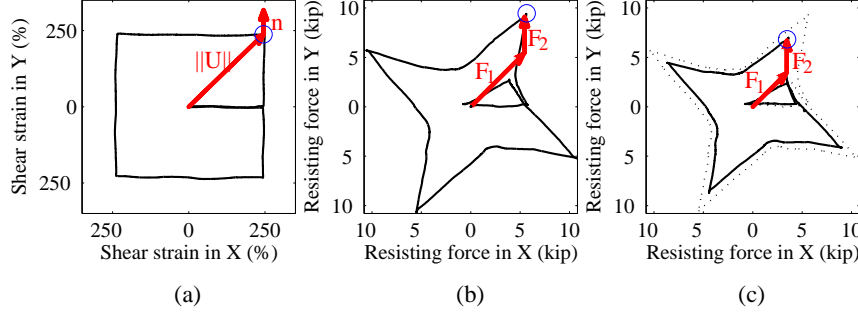 Shear strain in Y (%)
250
0
250
||U||
n
250
0
250
Shear strain in X (%)
(a)
Resisting force in Y (kip)
10
5
0
5
10
F1
F2
10
5
0
5
10
Resisting force in X (kip)
(b)
Resisting force in Y (kip)
10
5
0
5
10
F1
F2
10
5
0
5
10
Resisting force in X (kip)
(c)